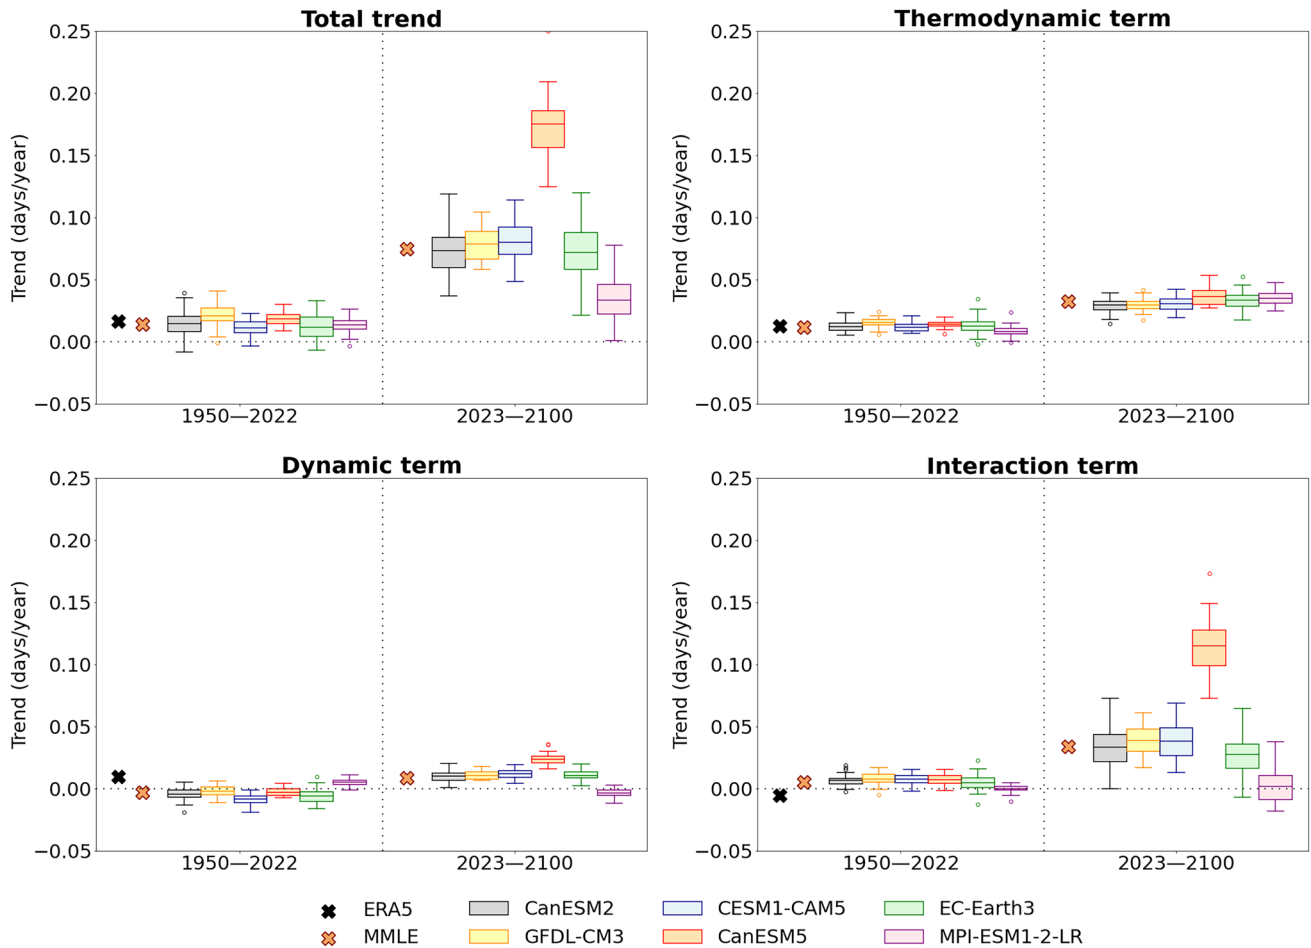 Total trend
Trend (days/year)
0.25
0.20
0.15
0.10
0.05
0.00
−0.05
1950—2022
2023—2100
Thermodynamic term
Trend (days/year)
0.25
0.20
0.15
0.10
0.05
0.00
−0.05
1950—2022
2023—2100
Dynamic term
Trend (days/year)
0.25
0.20
0.15
0.10
0.05
0.00
−0.05
1950—2022
2023—2100
Interaction term
Trend (days/year)
0.25
0.20
0.15
0.10
0.05
0.00
−0.05
1950—2022
2023—2100
ERA5
MMLE
CanESM2
GFDL-CM3
CESM1-CAM5
CanESM5
EC-Earth3
MPI-ESM1-2-LR